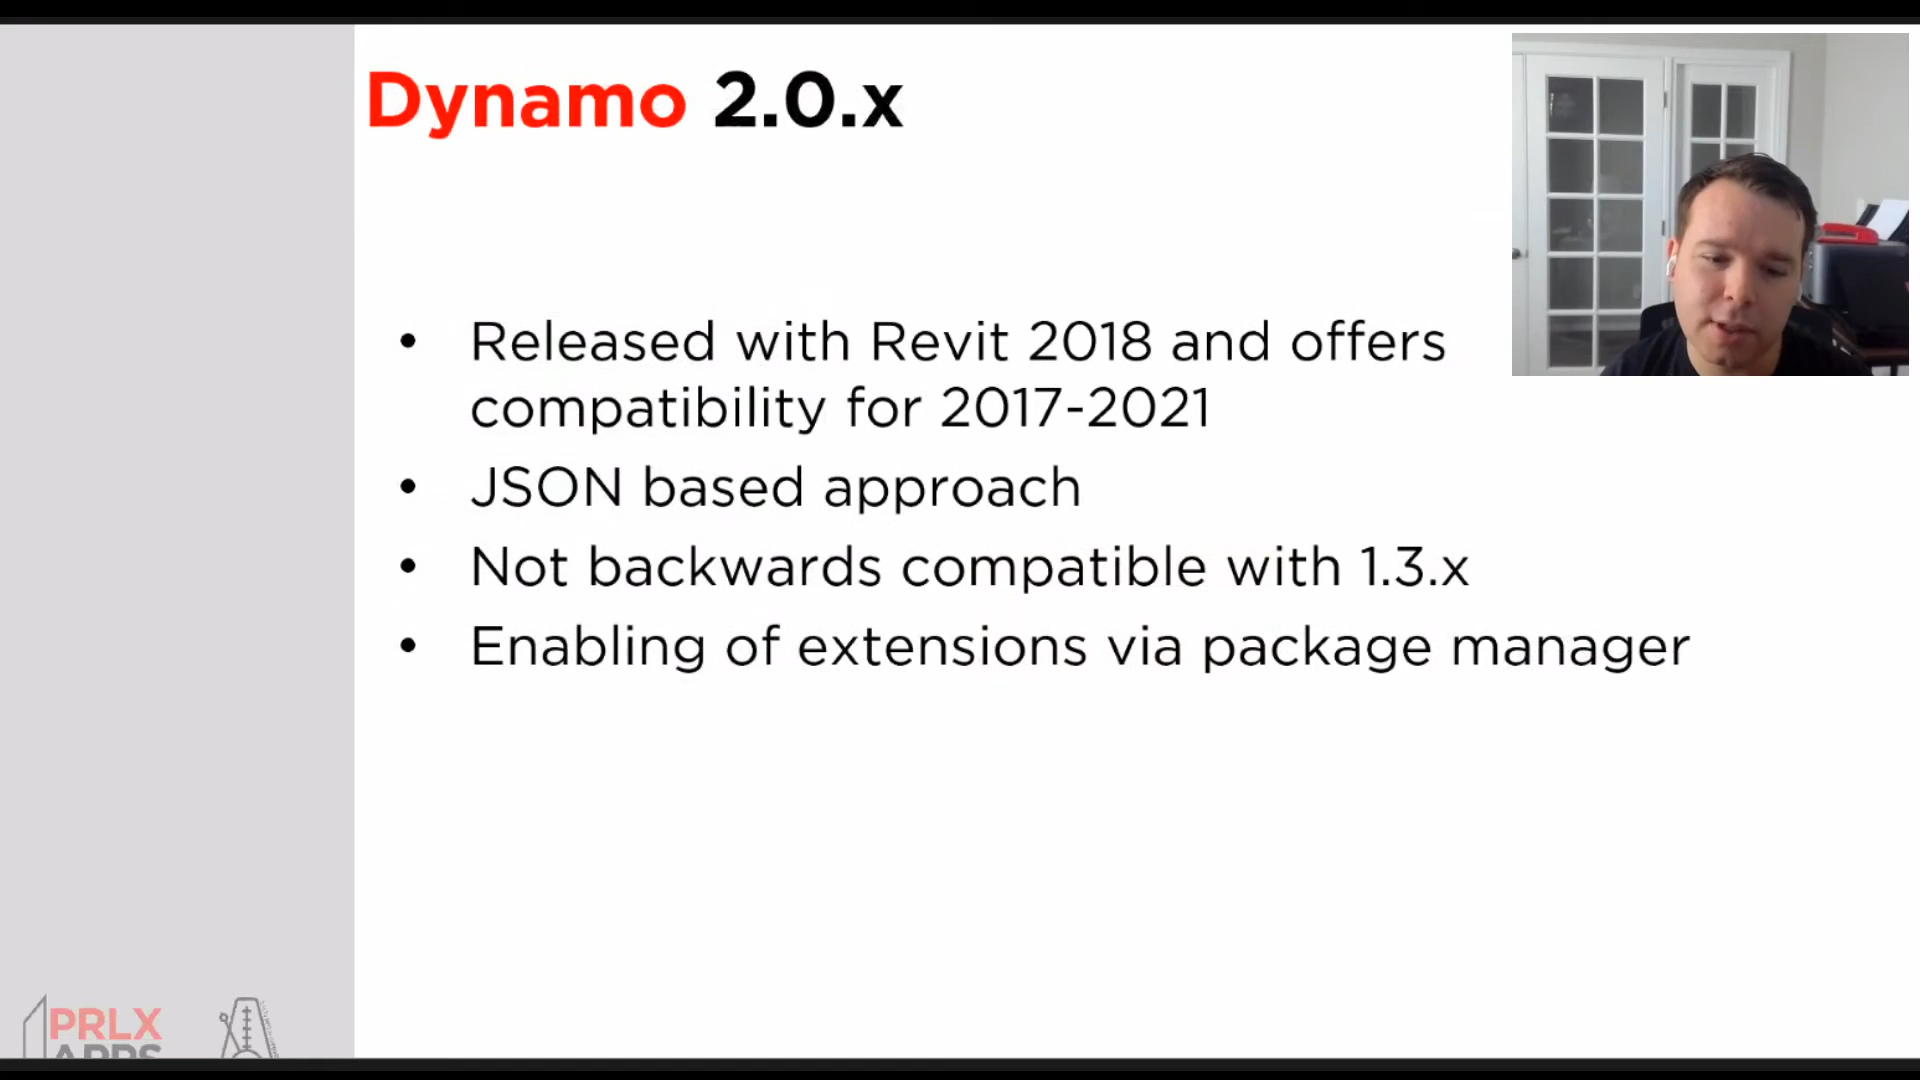 Dynamo 2.0.x
• Released with Revit 2018 and offers
compatibility for 2017-2021
• JSON based approach
• Not backwards compatible with 1.3.x
• Enabling of extensions via package manager
PRLX
APPS